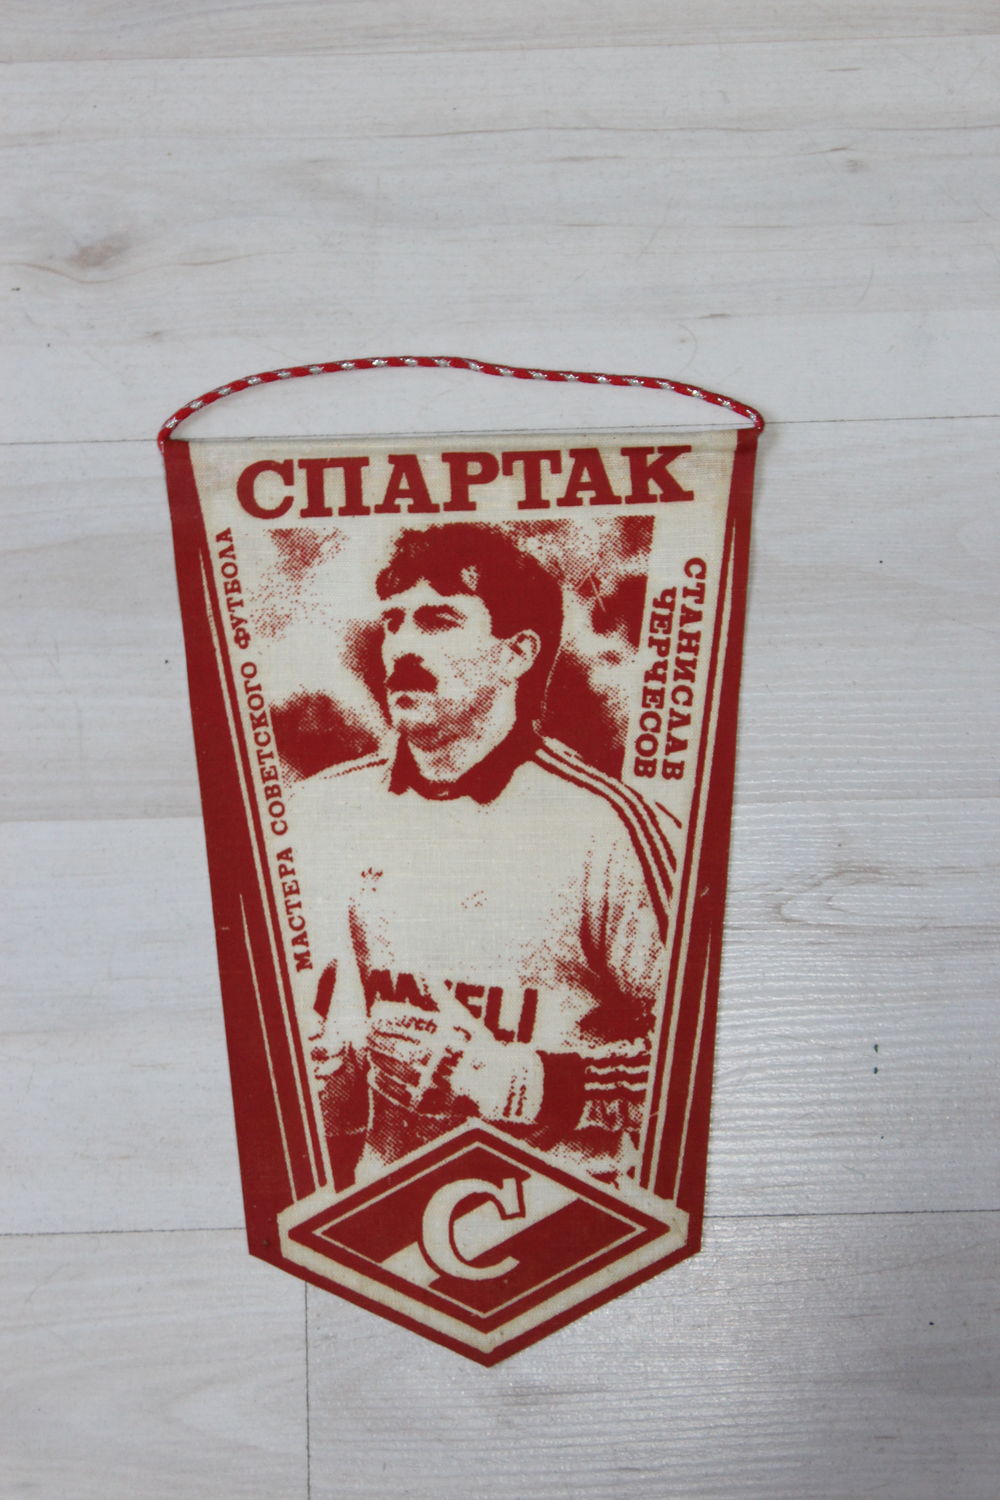 СПАРТАК
МАСТЕРА СОВЕТСКОГО ФУТБОЛА
СТАНИСЛАВ
ЧЕРЧЕСОВ
С